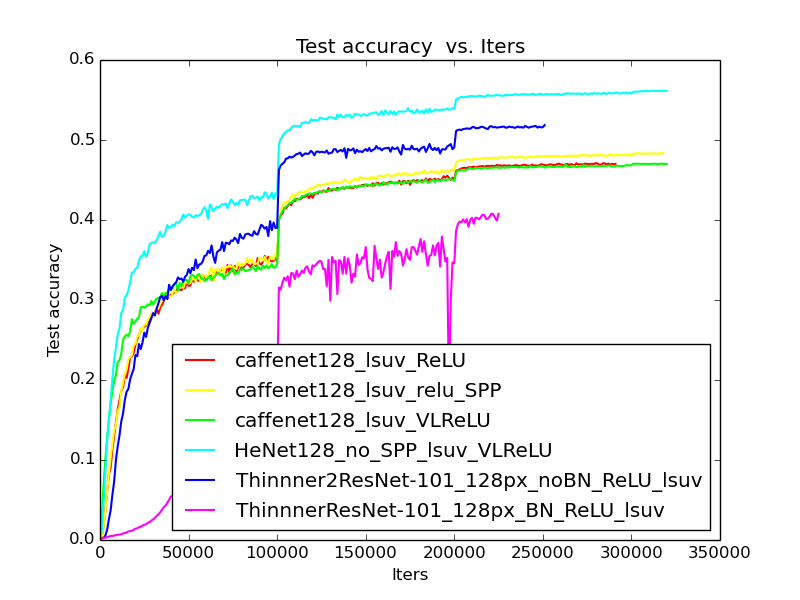 Test accuracy  vs. Iters
0.6
0.5
0.4
0.3
0.2
0.1
0.0
Test accuracy
caffenet128_lsuv_ReLU
caffenet128_lsuv_relu_SPP
caffenet128_lsuv_VLReLU
HeNet128_no_SPP_lsuv_VLReLU
Thinnner2ResNet-101_128px_noBN_ReLU_lsuv
ThinnnerResNet-101_128px_BN_ReLU_lsuv
0 50000 100000 150000 200000 250000 300000 350000
Iters